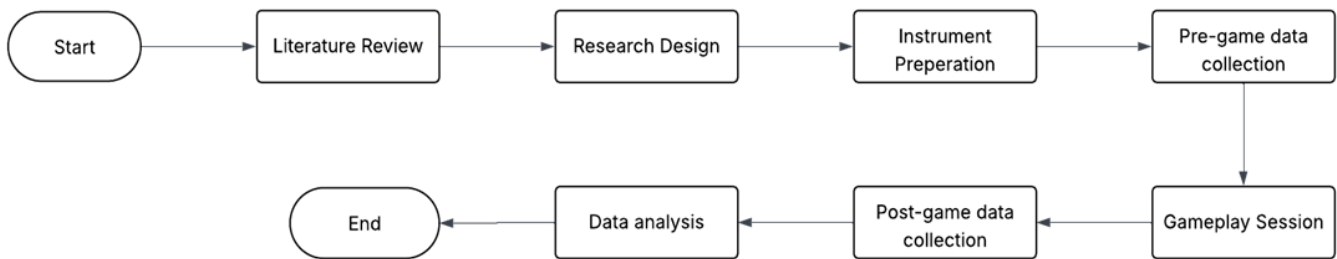 Start
Literature Review
Research Design
Instrument
Preperation
Pre-game data
collection
Gameplay Session
Post-game data
collection
Data analysis
End